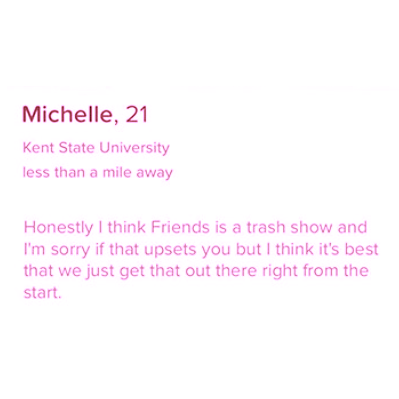 Michelle, 21
Kent State University
less than a mile away
Honestly I think Friends is a trash show and
I'm sorry if that upsets you but I think it's best
that we just get that out there right from the
start.